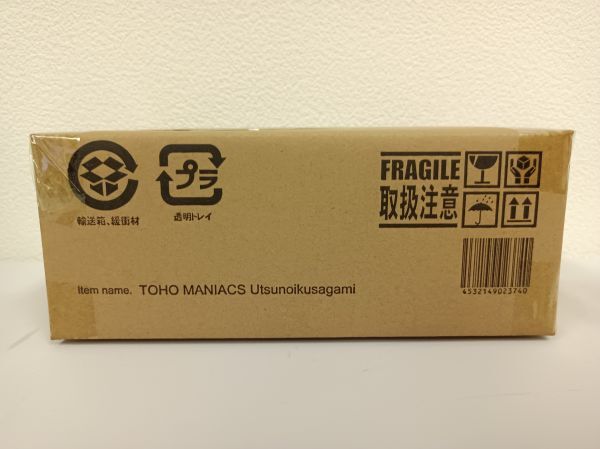 プラ
輸送箱、緩衝材
透明トレイ
FRAGILE
取扱注意
Item name. TOHO MANIACS Utsunoikusagami
4532149023740